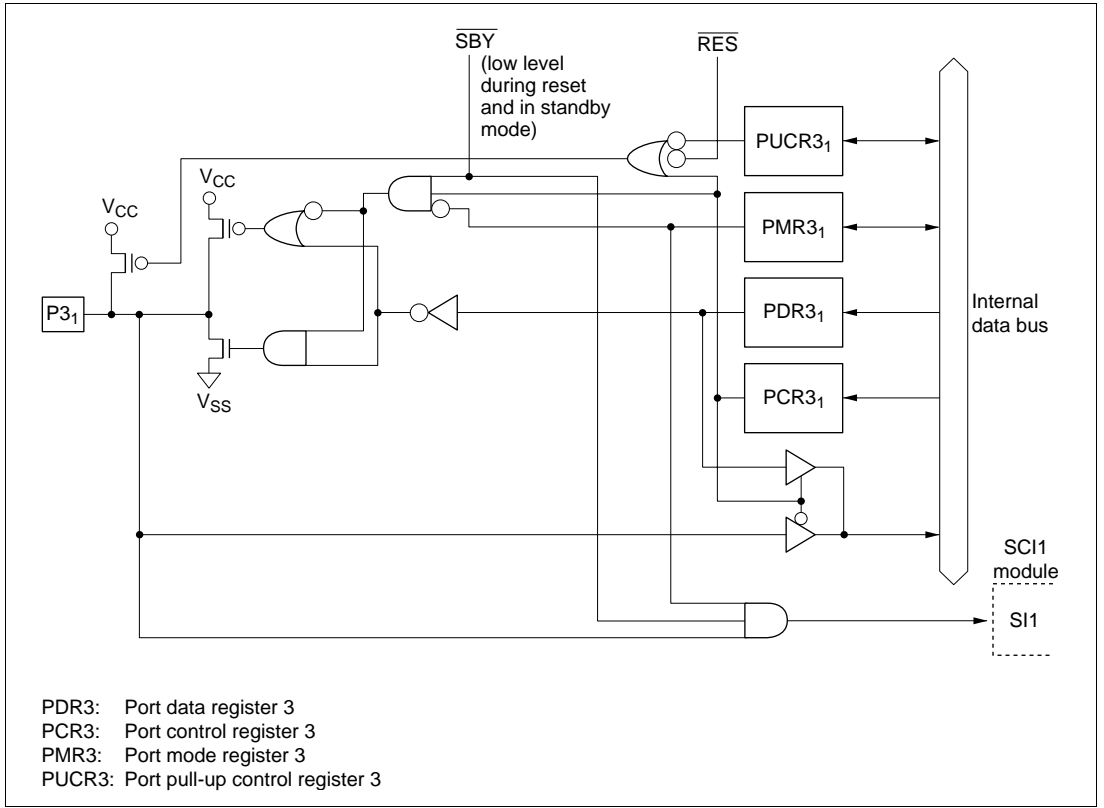 SBY
(low level
during reset
and in standby
mode)
RES
PUCR3₁
VCC
VCC
PMR3₁
P3₁
PDR3₁
Internal
data bus
VSS
PCR3₁
SCI1
module
SI1
PDR3: Port data register 3
PCR3: Port control register 3
PMR3: Port mode register 3
PUCR3: Port pull-up control register 3